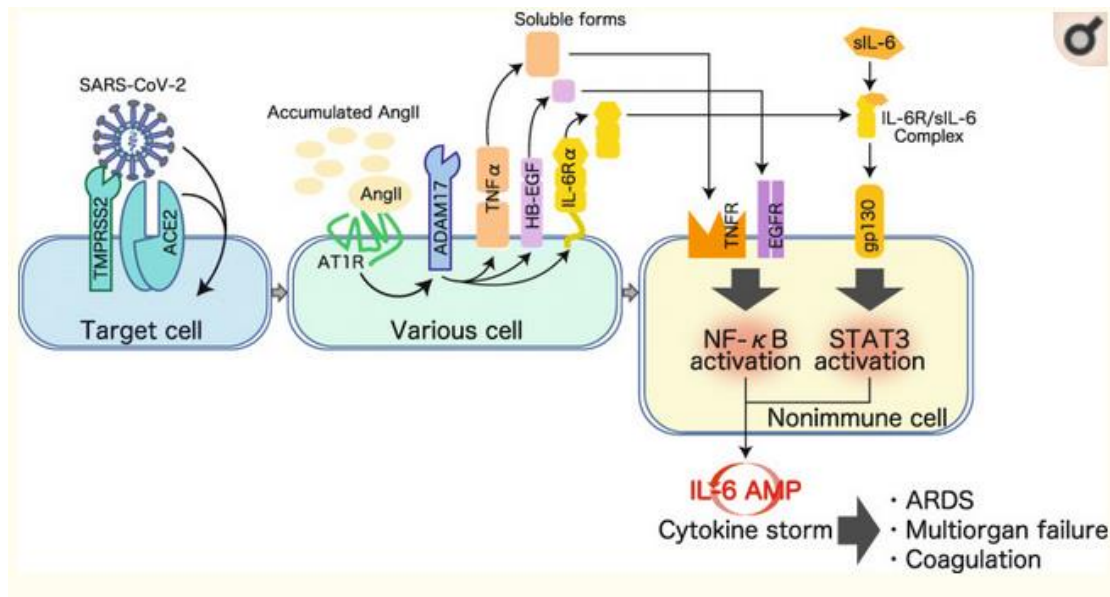 Soluble forms
sIL-6
SARS-CoV-2
Accumulated AngII
IL-6R/sIL-6
Complex
TMPRSS2
ACE2
AngII
AT1R
ADAM17
TNFα
HB-EGF
IL-6Rα
TNFR
EGFR
gp130
Target cell
Various cell
NF-κB
activation
STAT3
activation
Nonimmune cell
IL-6 AMP
Cytokine storm
・ARDS
・Multiorgan failure
・Coagulation